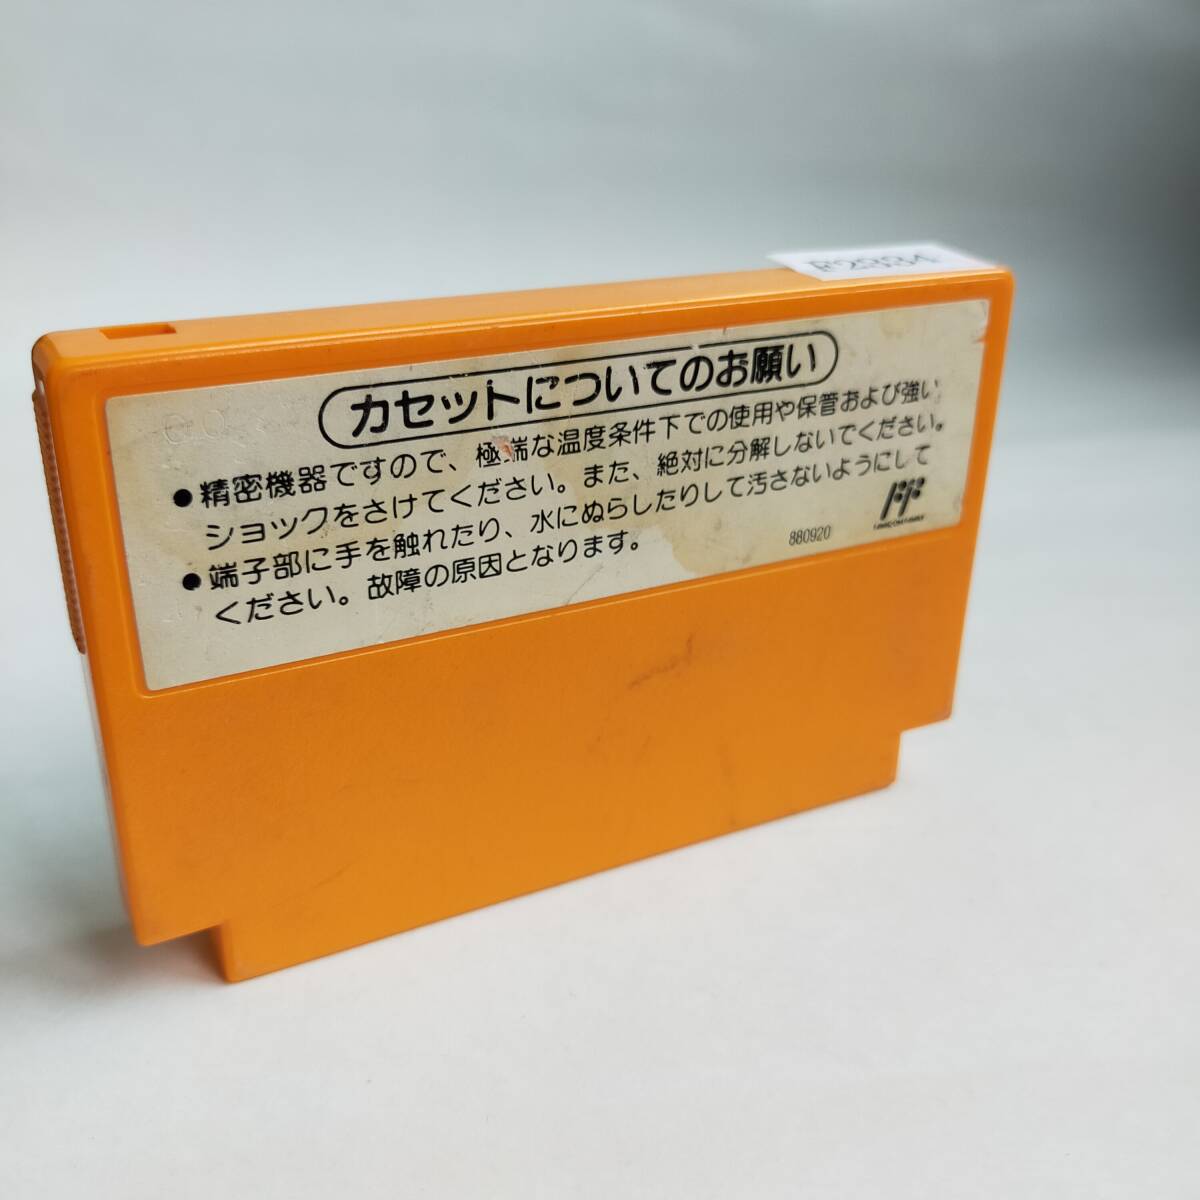 F2334
カセットについてのお願い
●精密機器ですので、極端な温度条件下での使用や保管および強い
ショックをさけてください。また、絶対に分解しないでください。
●端子部に手を触れたり、水にぬらしたりして汚さないようにして
ください。故障の原因となります。
880920